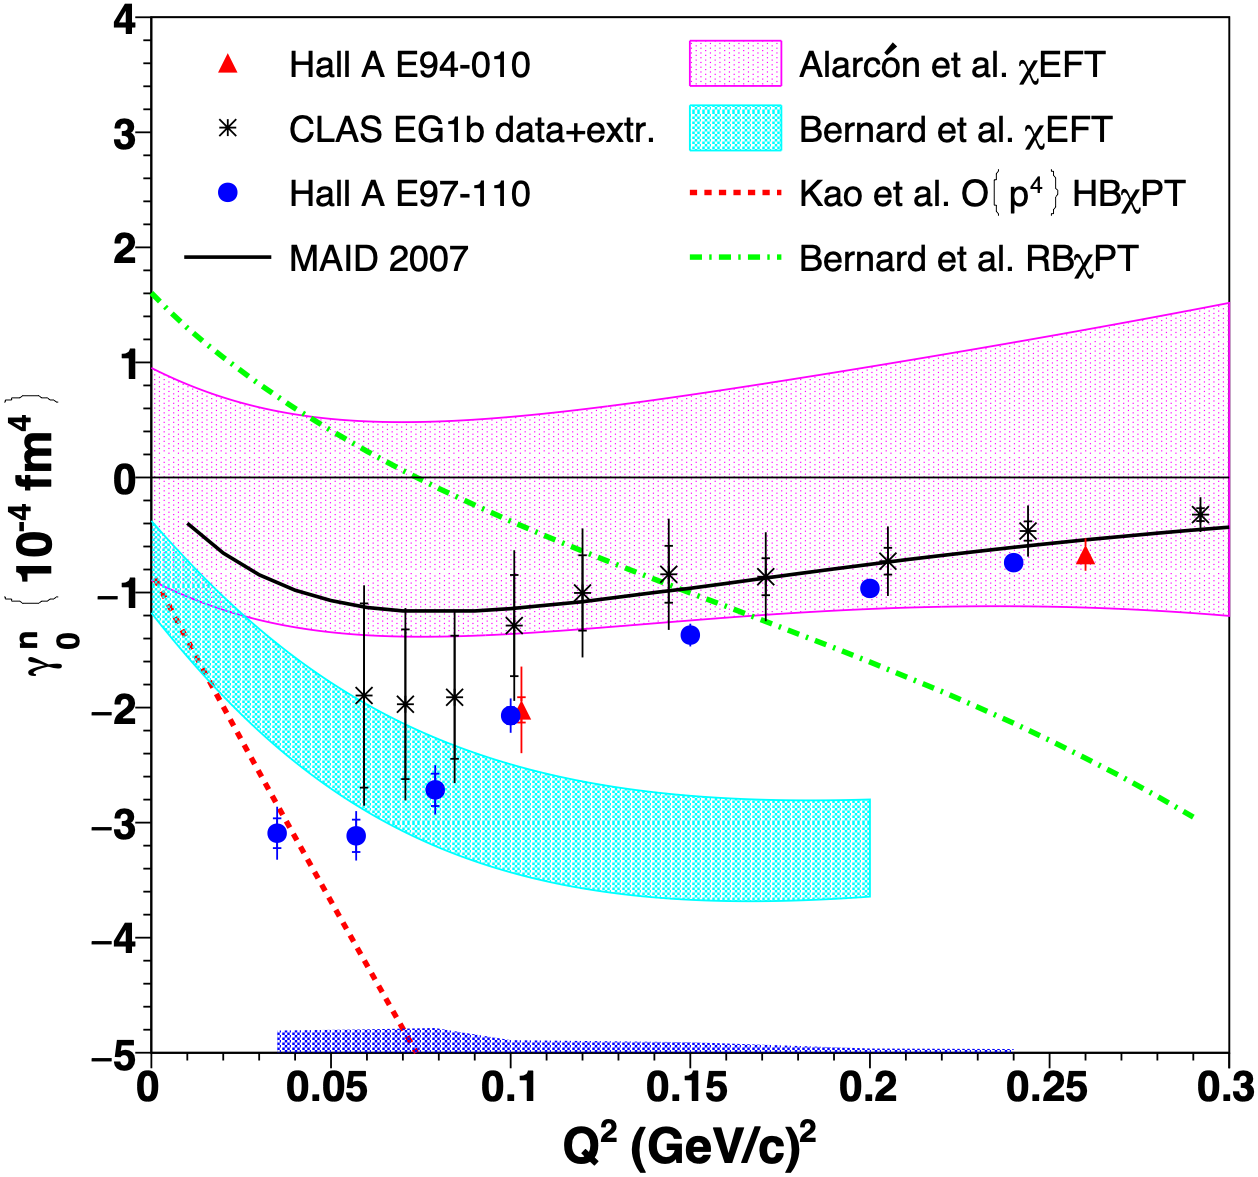 4
3
2
1
0
−1
−2
−3
−4
−5
γ₀ⁿ ( 10⁻⁴ fm⁴ )
Hall A E94-010
CLAS EG1b data+extr.
Hall A E97-110
MAID 2007
Alarcón et al. χEFT
Bernard et al. χEFT
Kao et al. O( p⁴ ) HBχPT
Bernard et al. RBχPT
0 0.05 0.1 0.15 0.2 0.25 0.3
Q² (GeV/c)²